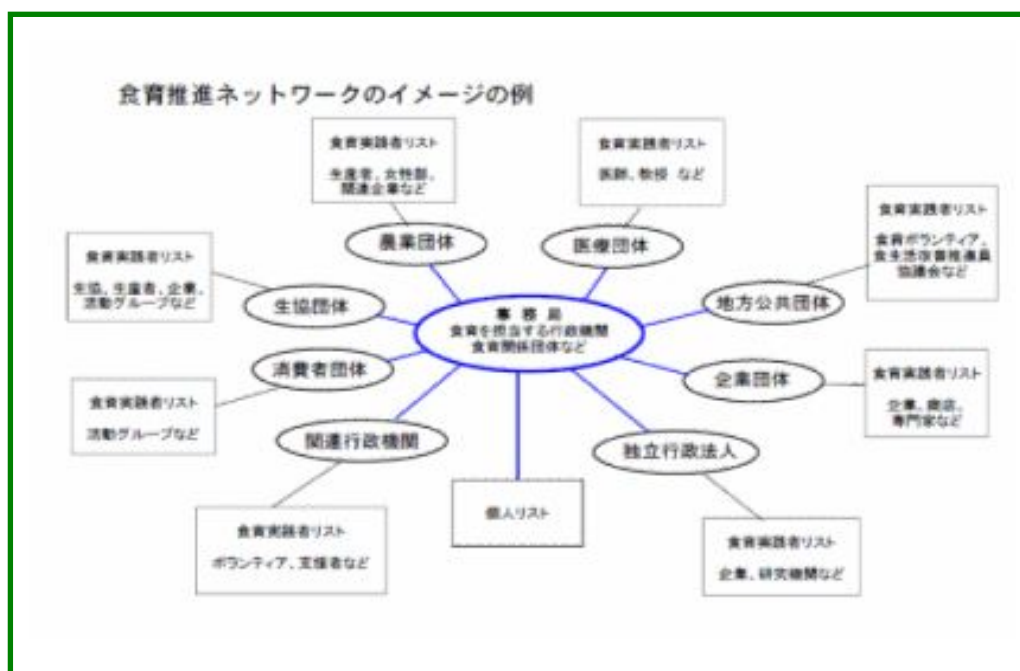 食育推進ネットワークのイメージの例
食育実践者リスト
生産者、女性部、
関連企業など
食育実践者リスト
医師、教授 など
食育実践者リスト
食育ボランティア、
食生活改善推進員
協議会など
農業団体
医療団体
食育実践者リスト
生協、生産者、企業、
活動グループなど
生協団体
地方公共団体
事務局
食育を担当する行政機関
食育関係団体など
消費者団体
企業団体
食育実践者リスト
企業、商店、
専門家など
食育実践者リスト
活動グループなど
関連行政機関
独立行政法人
個人リスト
食育実践者リスト
ボランティア、支援者など
食育実践者リスト
企業、研究機関など